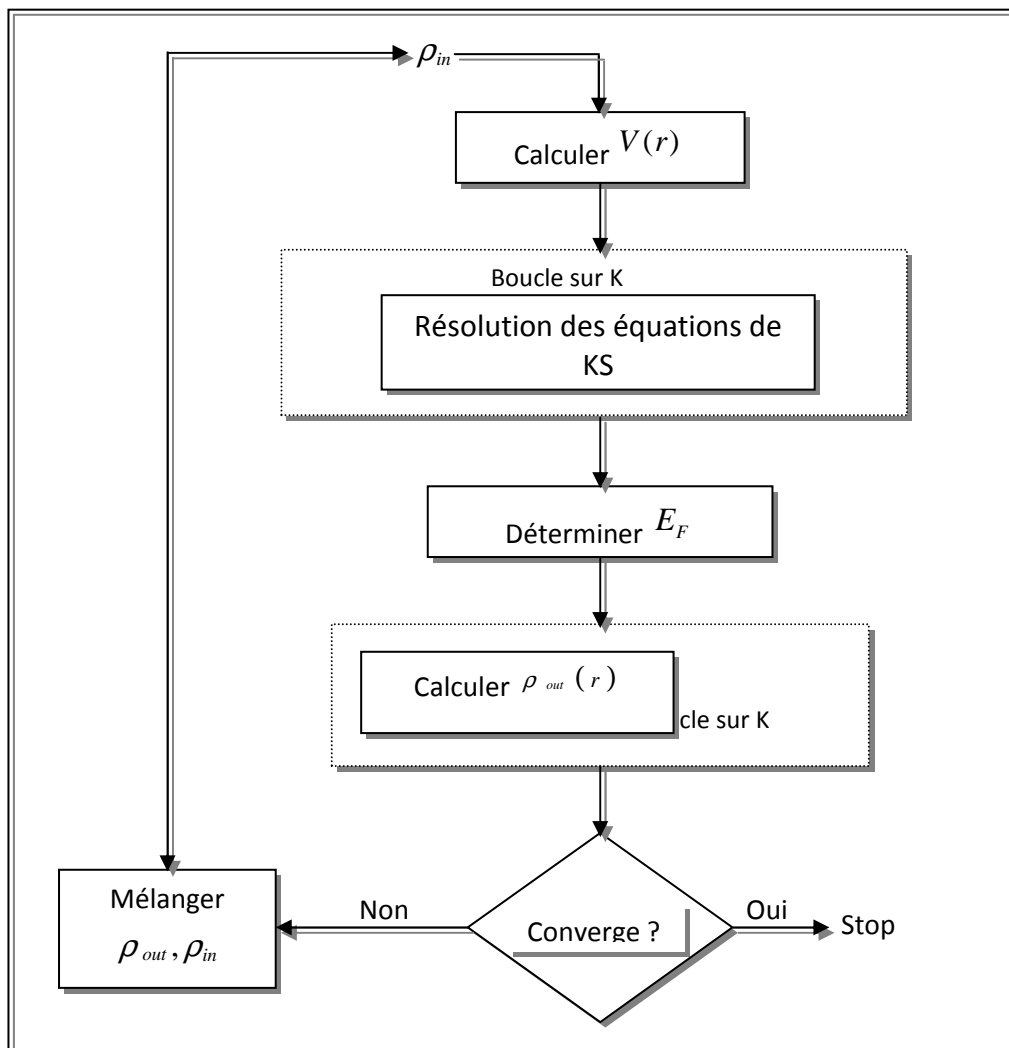 ρin
Calculer V(r)
Boucle sur K
Résolution des équations de
KS
Déterminer EF
Calculer ρ out (r)
cle sur K
Mélanger
ρout, ρin
Non
Converge ?
Oui
Stop